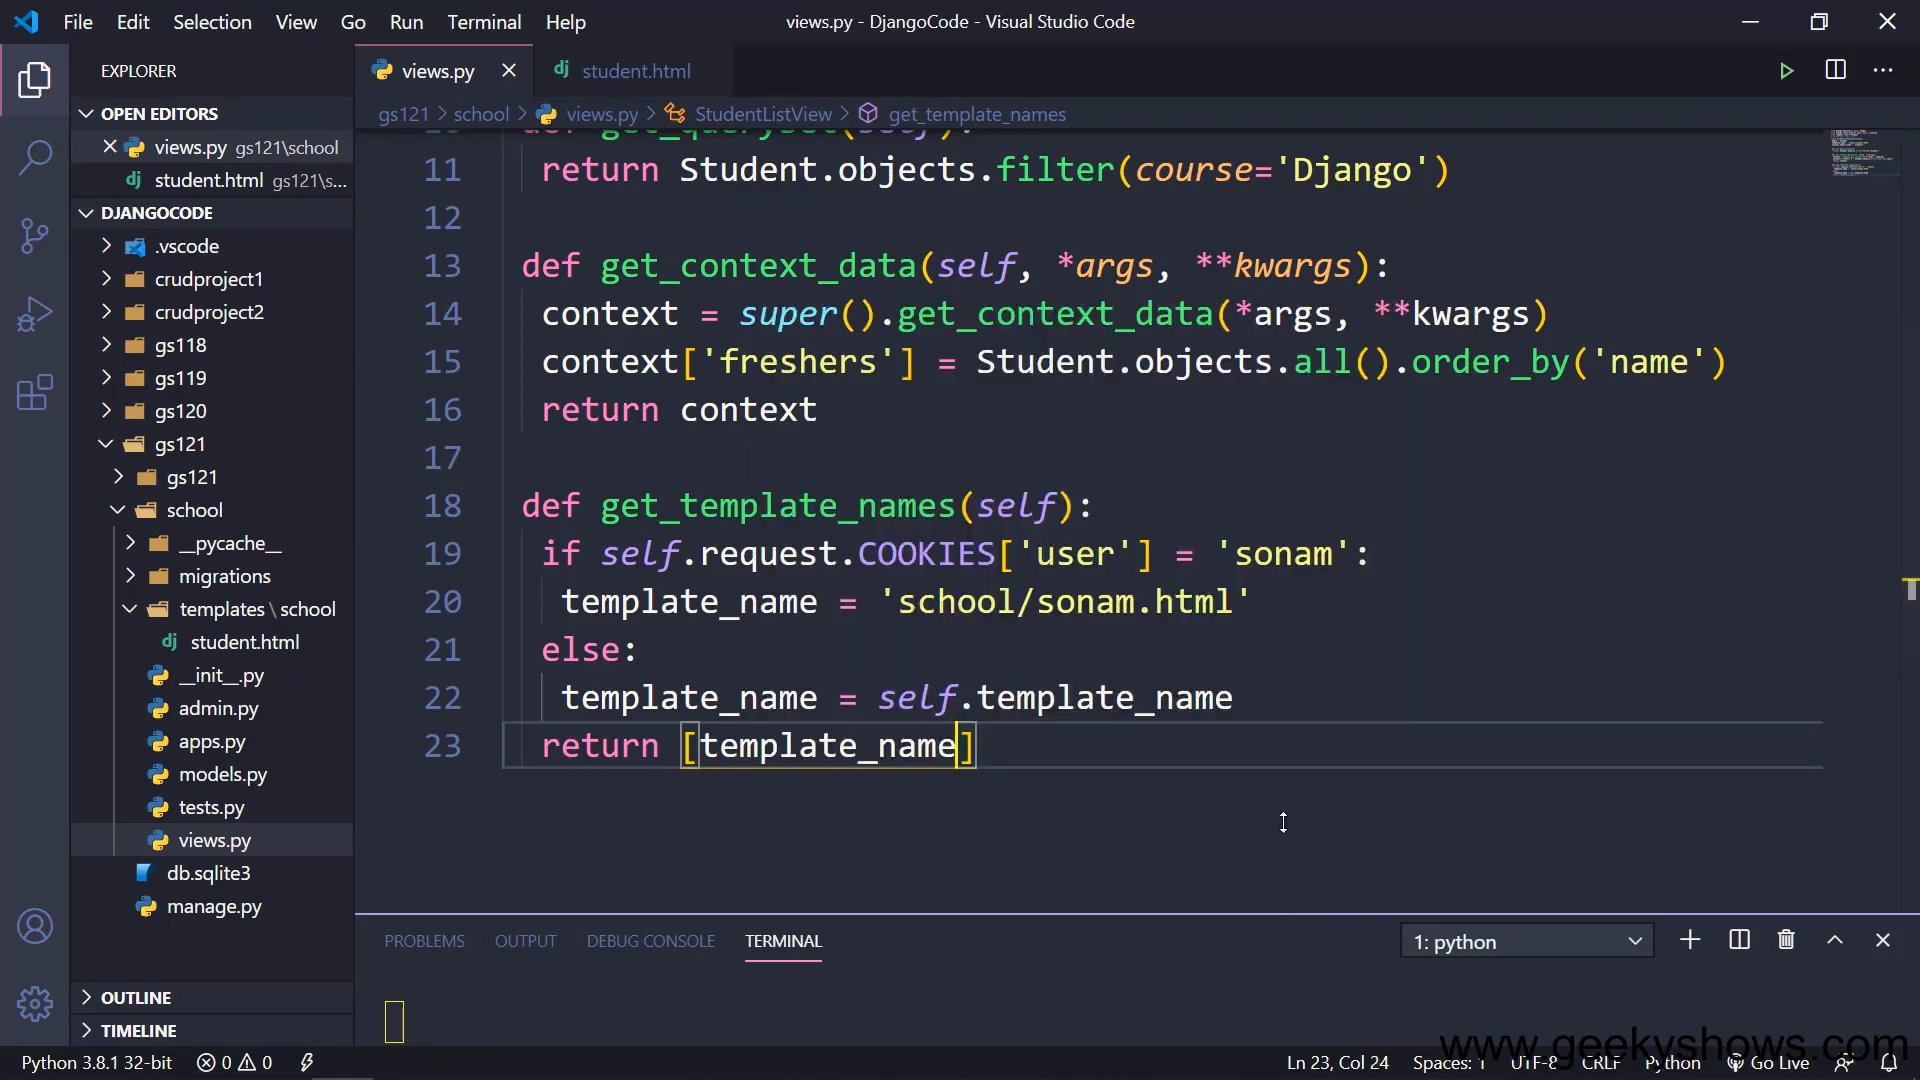 File Edit Selection View Go Run Terminal Help
views.py - DjangoCode - Visual Studio Code
EXPLORER
OPEN EDITORS
views.py gs121\school
student.html gs121\s...
DJANGOCODE
.vscode
crudproject1
crudproject2
gs118
gs119
gs120
gs121
gs121
school
__pycache__
migrations
templates\school
student.html
__init__.py
admin.py
apps.py
models.py
tests.py
views.py
db.sqlite3
manage.py
OUTLINE
TIMELINE
views.py
student.html
gs121 > school > views.py > StudentListView > get_template_names
10 def get_queryset(self):
11 return Student.objects.filter(course='Django')
12
13 def get_context_data(self, *args, **kwargs):
14 context = super().get_context_data(*args, **kwargs)
15 context['freshers'] = Student.objects.all().order_by('name')
16 return context
17
18 def get_template_names(self):
19 if self.request.COOKIES['user'] = 'sonam':
20 template_name = 'school/sonam.html'
21 else:
22 template_name = self.template_name
23 return [template_name]
PROBLEMS OUTPUT DEBUG CONSOLE TERMINAL
1: python
www.geekyshows.com
Python 3.8.1 32-bit 0 0
Ln 23, Col 24 Spaces: 1 UTF-8 CRLF Python Go Live